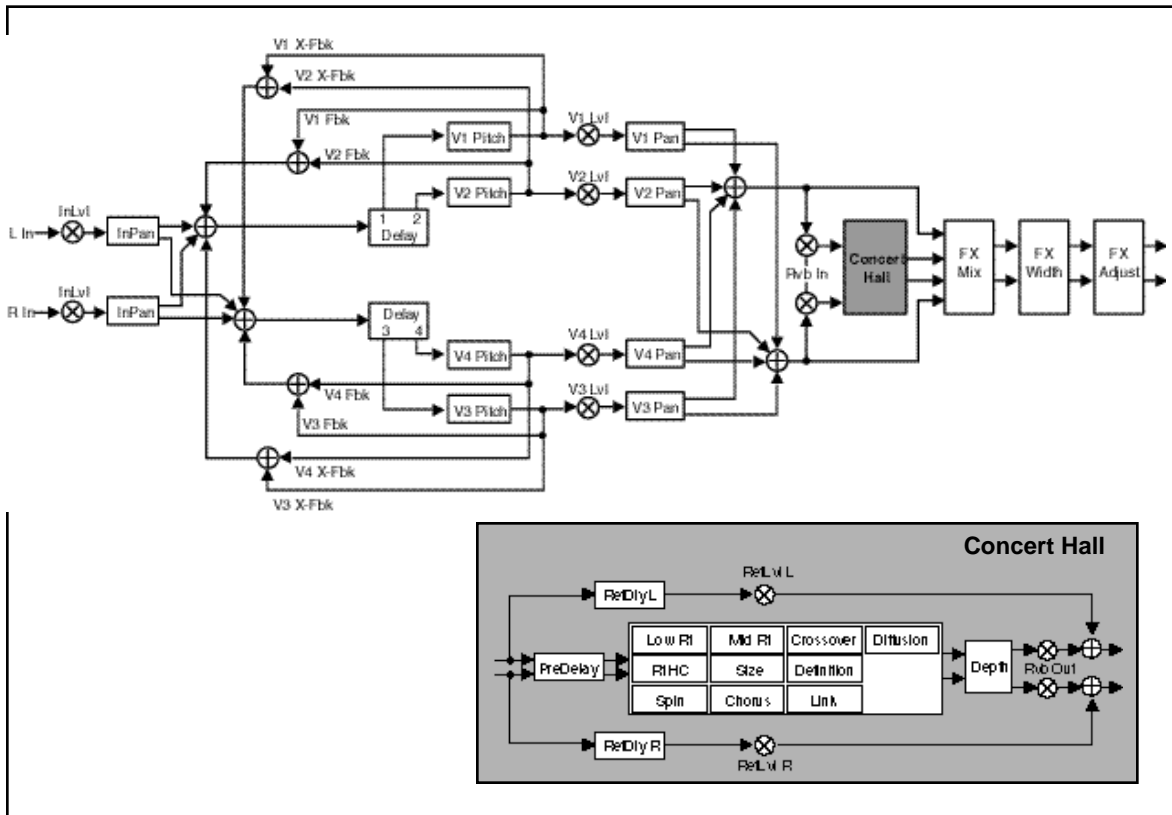 V1 X-Fbk
V2 X-Fbk
V1 Fbk
V2 Fbk
V1 Pitch
V1 Lvl
V1 Pan
V2 Pitch
V2 Lvl
V2 Pan
InLvl
L In
InPan
1 2
Delay
InLvl
R In
InPan
Rvb In
Concert
Hall
FX
Mix
FX
Width
FX
Adjust
Delay
3 4
V4 Pitch
V4 Lvl
V4 Pan
V4 Fbk
V3 Pitch
V3 Lvl
V3 Pan
V3 Fbk
V4 X-Fbk
V3 X-Fbk
Concert Hall
RefLvl L
RefDly L
Low Rt
Mid Rt
Crossover
Diffusion
PreDelay
RtHC
Size
Definition
Depth
Rvb Out
Spin
Chorus
Link
RefDly R
RefLvl R